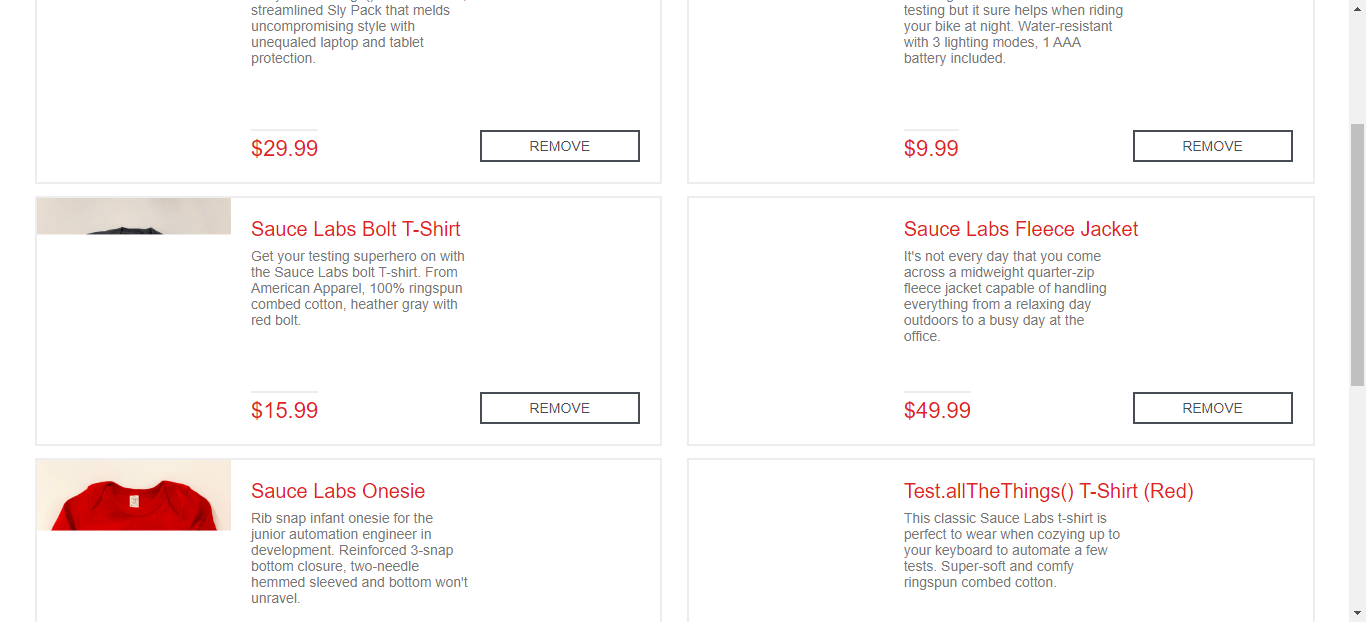 streamlined Sly Pack that melds
uncompromising style with
unequaled laptop and tablet
protection.
$29.99
REMOVE
testing but it sure helps when riding
your bike at night. Water-resistant
with 3 lighting modes, 1 AAA
battery included.
$9.99
REMOVE
Sauce Labs Bolt T-Shirt
Get your testing superhero on with
the Sauce Labs bolt T-shirt. From
American Apparel, 100% ringspun
combed cotton, heather gray with
red bolt.
$15.99
REMOVE
Sauce Labs Fleece Jacket
It's not every day that you come
across a midweight quarter-zip
fleece jacket capable of handling
everything from a relaxing day
outdoors to a busy day at the
office.
$49.99
REMOVE
Sauce Labs Onesie
Rib snap infant onesie for the
junior automation engineer in
development. Reinforced 3-snap
bottom closure, two-needle
hemmed sleeved and bottom won't
unravel.
Test.allTheThings() T-Shirt (Red)
This classic Sauce Labs t-shirt is
perfect to wear when cozying up to
your keyboard to automate a few
tests. Super-soft and comfy
ringspun combed cotton.